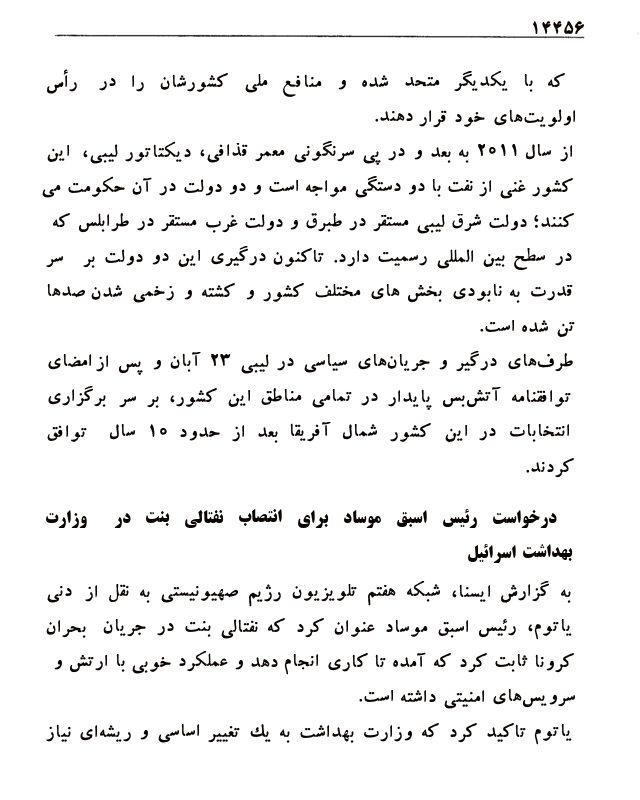 ۱۴۴۵۶
که با یکدیگر متحد شده و منافع ملی کشورشان را در رأس
اولویت‌های خود قرار دهند.
از سال ۲۰۱۱ به بعد و در پی سرنگونی معمر قذافی، دیکتاتور لیبی، این
کشور غنی از نفت با دو دستگی مواجه است و دو دولت در آن حکومت می
کنند؛ دولت شرق لیبی مستقر در طبرق و دولت غرب مستقر در طرابلس که
در سطح بین المللی رسمیت دارد. تاکنون درگیری این دو دولت بر سر
قدرت به نابودی بخش های مختلف کشور و کشته و زخمی شدن صدها
تن شده است.
طرف‌های درگیر و جریان‌های سیاسی در لیبی ۲۳ آبان و پس از امضای
توافقنامه آتش‌بس پایدار در تمامی مناطق این کشور، بر سر برگزاری
انتخابات در این کشور شمال آفریقا بعد از حدود ۱۰ سال توافق
کردند.
درخواست رئیس اسبق موساد برای انتصاب نفتالی بنت در وزارت
بهداشت اسرائیل
به گزارش ایسنا، شبکه هفتم تلویزیون رژیم صهیونیستی به نقل از دنی
یاتوم، رئیس اسبق موساد عنوان کرد که نفتالی بنت در جریان بحران
کرونا ثابت کرد که آمده تا کاری انجام دهد و عملکرد خوبی با ارتش و
سرویس‌های امنیتی داشته است.
یاتوم تاکید کرد که وزارت بهداشت به یك تغییر اساسی و ریشه‌ای نیاز